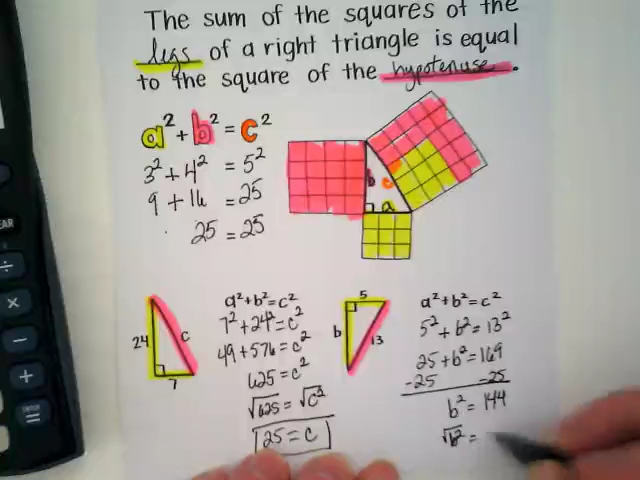 The sum of the squares of the
legs of a right triangle is equal
to the square of the hypotenuse.
a² + b² = c²
3² + 4² = 5²
9 + 16 = 25
25 = 25
b
c
a
24
c
7
a²+b²=c²
7²+24²=c²
49+576=c²
625=c²
√625=√c²
25=c
5
b
13
a²+b²=c²
5²+b²=13²
25+b²=169
-25 -25
b²=144
√b²=
EAR
÷
×
-
+
ENTER
=